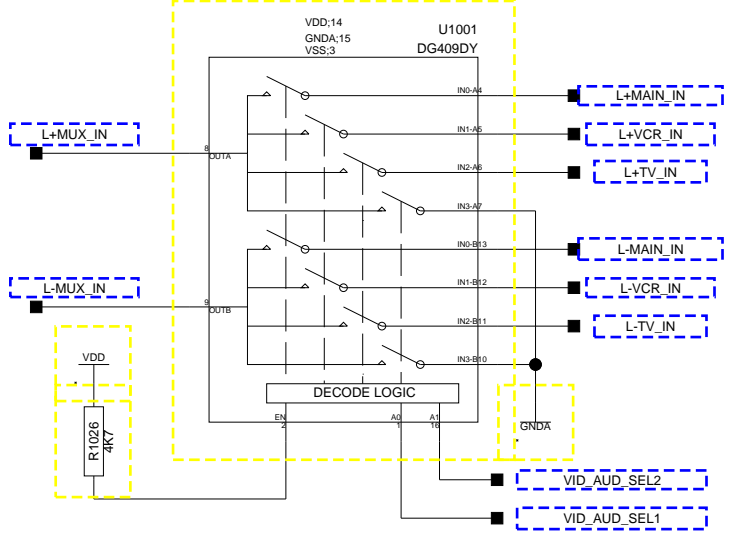 VDD;14
GNDA;15
VSS;3
U1001
DG409DY
IN0-A4
L+MAIN_IN
L+MUX_IN
IN1-A5
L+VCR_IN
8
OUTA
IN2-A6
L+TV_IN
IN3-A7
IN0-B13
L-MAIN_IN
L-MUX_IN
IN1-B12
L-VCR_IN
9
OUTB
IN2-B11
L-TV_IN
VDD
IN3-B10
DECODE LOGIC
EN
2
A0
1
A1
16
GNDA
R1026
4K7
VID_AUD_SEL2
VID_AUD_SEL1